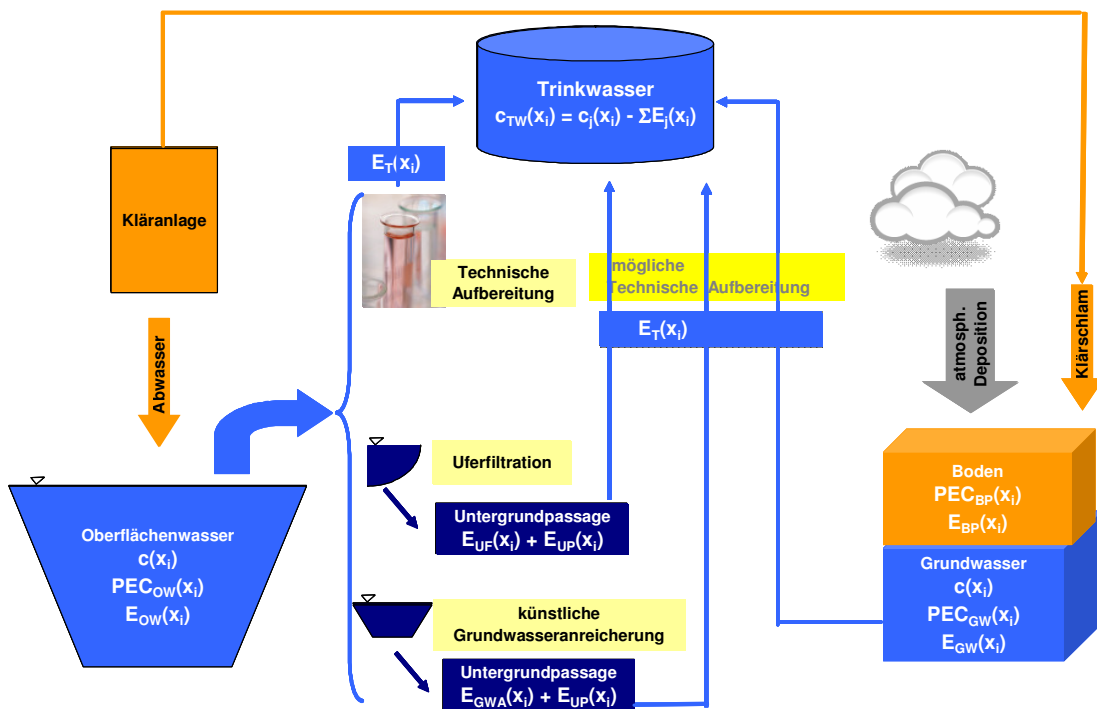 Trinkwasser
c_TW(x_i) = c_j(x_i) - ΣE_j(x_i)
E_T(x_i)
Kläranlage
Technische
Aufbereitung
mögliche
Technische Aufbereitung
E_T(x_i)
Abwasser
atmosph.
Deposition
Klärschlam
Uferfiltration
Untergrundpassage
E_UF(x_i) + E_UP(x_i)
Oberflächenwasser
c(x_i)
PEC_OW(x_i)
E_OW(x_i)
künstliche
Grundwasseranreicherung
Untergrundpassage
E_GWA(x_i) + E_UP(x_i)
Boden
PEC_BP(x_i)
E_BP(x_i)
Grundwasser
c(x_i)
PEC_GW(x_i)
E_GW(x_i)